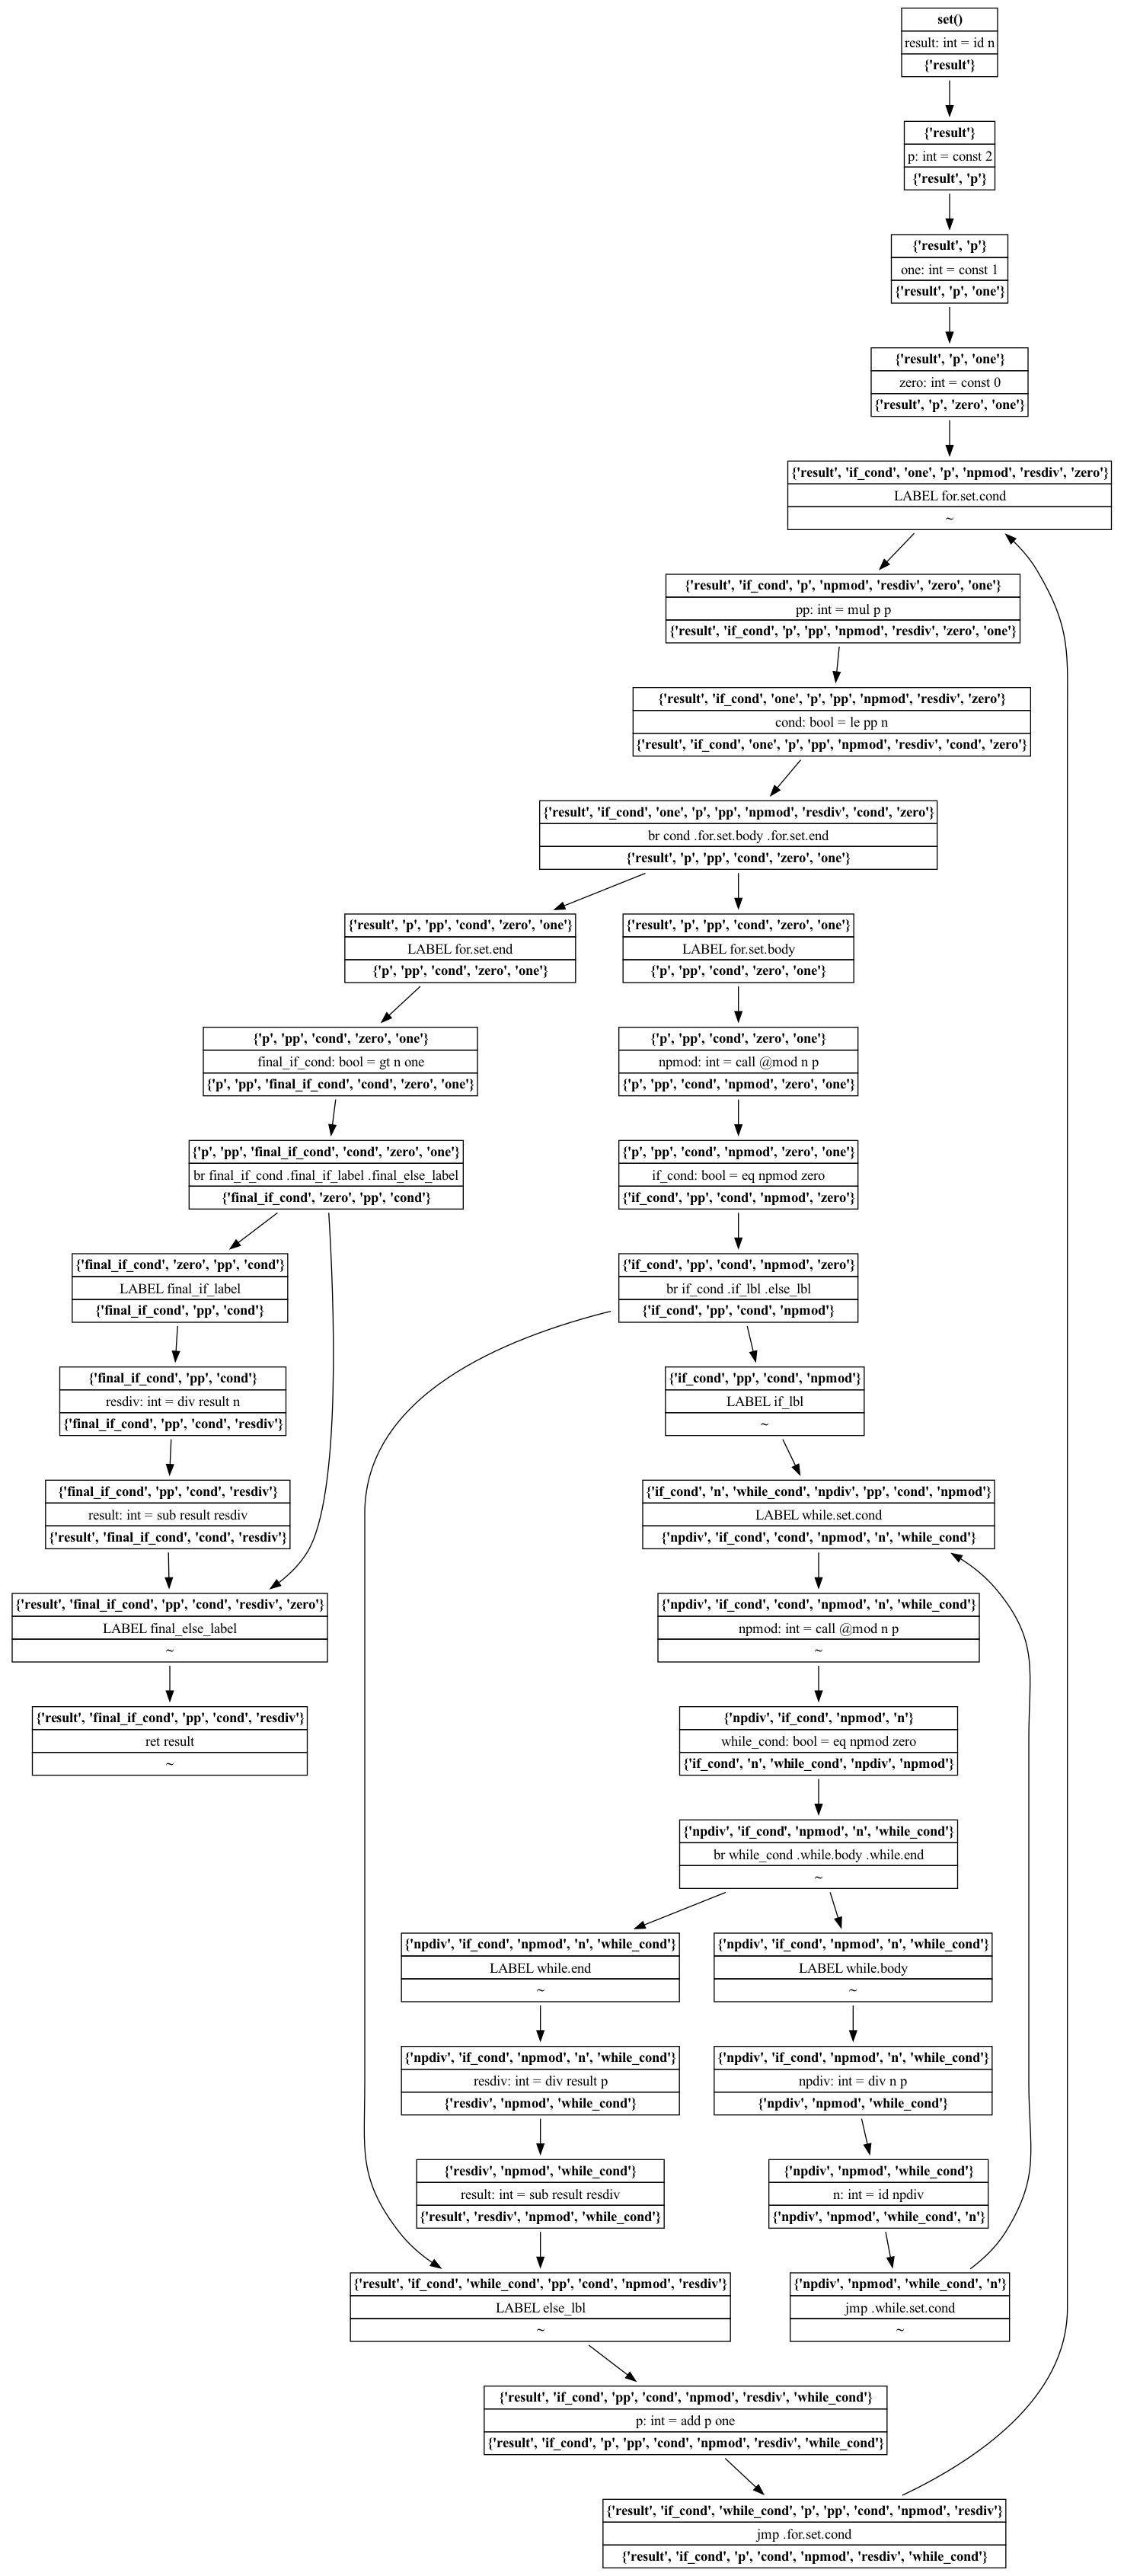 set()
result: int = id n
{'result'}
{'result'}
p: int = const 2
{'result', 'p'}
{'result', 'p'}
one: int = const 1
{'result', 'p', 'one'}
{'result', 'p', 'one'}
zero: int = const 0
{'result', 'p', 'zero', 'one'}
{'result', 'if_cond', 'one', 'p', 'npmod', 'resdiv', 'zero'}
LABEL for.set.cond
~
{'result', 'if_cond', 'p', 'npmod', 'resdiv', 'zero', 'one'}
pp: int = mul p p
{'result', 'if_cond', 'p', 'pp', 'npmod', 'resdiv', 'zero', 'one'}
{'result', 'if_cond', 'one', 'p', 'pp', 'npmod', 'resdiv', 'zero'}
cond: bool = le pp n
{'result', 'if_cond', 'one', 'p', 'pp', 'npmod', 'resdiv', 'cond', 'zero'}
{'result', 'if_cond', 'one', 'p', 'pp', 'npmod', 'resdiv', 'cond', 'zero'}
br cond .for.set.body .for.set.end
{'result', 'p', 'pp', 'cond', 'zero', 'one'}
{'result', 'p', 'pp', 'cond', 'zero', 'one'}
LABEL for.set.end
{'p', 'pp', 'cond', 'zero', 'one'}
{'result', 'p', 'pp', 'cond', 'zero', 'one'}
LABEL for.set.body
{'p', 'pp', 'cond', 'zero', 'one'}
{'p', 'pp', 'cond', 'zero', 'one'}
final_if_cond: bool = gt n one
{'p', 'pp', 'final_if_cond', 'cond', 'zero', 'one'}
{'p', 'pp', 'cond', 'zero', 'one'}
npmod: int = call @mod n p
{'p', 'pp', 'cond', 'npmod', 'zero', 'one'}
{'p', 'pp', 'final_if_cond', 'cond', 'zero', 'one'}
br final_if_cond .final_if_label .final_else_label
{'final_if_cond', 'zero', 'pp', 'cond'}
{'p', 'pp', 'cond', 'npmod', 'zero', 'one'}
if_cond: bool = eq npmod zero
{'if_cond', 'pp', 'cond', 'npmod', 'zero'}
{'final_if_cond', 'zero', 'pp', 'cond'}
LABEL final_if_label
{'final_if_cond', 'pp', 'cond'}
{'if_cond', 'pp', 'cond', 'npmod', 'zero'}
br if_cond .if_lbl .else_lbl
{'if_cond', 'pp', 'cond', 'npmod'}
{'final_if_cond', 'pp', 'cond'}
resdiv: int = div result n
{'final_if_cond', 'pp', 'cond', 'resdiv'}
{'if_cond', 'pp', 'cond', 'npmod'}
LABEL if_lbl
~
{'final_if_cond', 'pp', 'cond', 'resdiv'}
result: int = sub result resdiv
{'result', 'final_if_cond', 'cond', 'resdiv'}
{'if_cond', 'n', 'while_cond', 'npdiv', 'pp', 'cond', 'npmod'}
LABEL while.set.cond
{'npdiv', 'if_cond', 'cond', 'npmod', 'n', 'while_cond'}
{'result', 'final_if_cond', 'pp', 'cond', 'resdiv', 'zero'}
LABEL final_else_label
~
{'npdiv', 'if_cond', 'cond', 'npmod', 'n', 'while_cond'}
npmod: int = call @mod n p
~
{'result', 'final_if_cond', 'pp', 'cond', 'resdiv'}
ret result
~
{'npdiv', 'if_cond', 'npmod', 'n'}
while_cond: bool = eq npmod zero
{'if_cond', 'n', 'while_cond', 'npdiv', 'npmod'}
{'npdiv', 'if_cond', 'npmod', 'n', 'while_cond'}
br while_cond .while.body .while.end
~
{'npdiv', 'if_cond', 'npmod', 'n', 'while_cond'}
LABEL while.end
~
{'npdiv', 'if_cond', 'npmod', 'n', 'while_cond'}
LABEL while.body
~
{'npdiv', 'if_cond', 'npmod', 'n', 'while_cond'}
resdiv: int = div result p
{'resdiv', 'npmod', 'while_cond'}
{'npdiv', 'if_cond', 'npmod', 'n', 'while_cond'}
npdiv: int = div n p
{'npdiv', 'npmod', 'while_cond'}
{'resdiv', 'npmod', 'while_cond'}
result: int = sub result resdiv
{'result', 'resdiv', 'npmod', 'while_cond'}
{'npdiv', 'npmod', 'while_cond'}
n: int = id npdiv
{'npdiv', 'npmod', 'while_cond', 'n'}
{'result', 'if_cond', 'while_cond', 'pp', 'cond', 'npmod', 'resdiv'}
LABEL else_lbl
~
{'npdiv', 'npmod', 'while_cond', 'n'}
jmp .while.set.cond
~
{'result', 'if_cond', 'pp', 'cond', 'npmod', 'resdiv', 'while_cond'}
p: int = add p one
{'result', 'if_cond', 'p', 'pp', 'cond', 'npmod', 'resdiv', 'while_cond'}
{'result', 'if_cond', 'while_cond', 'p', 'pp', 'cond', 'npmod', 'resdiv'}
jmp .for.set.cond
{'result', 'if_cond', 'p', 'cond', 'npmod', 'resdiv', 'while_cond'}